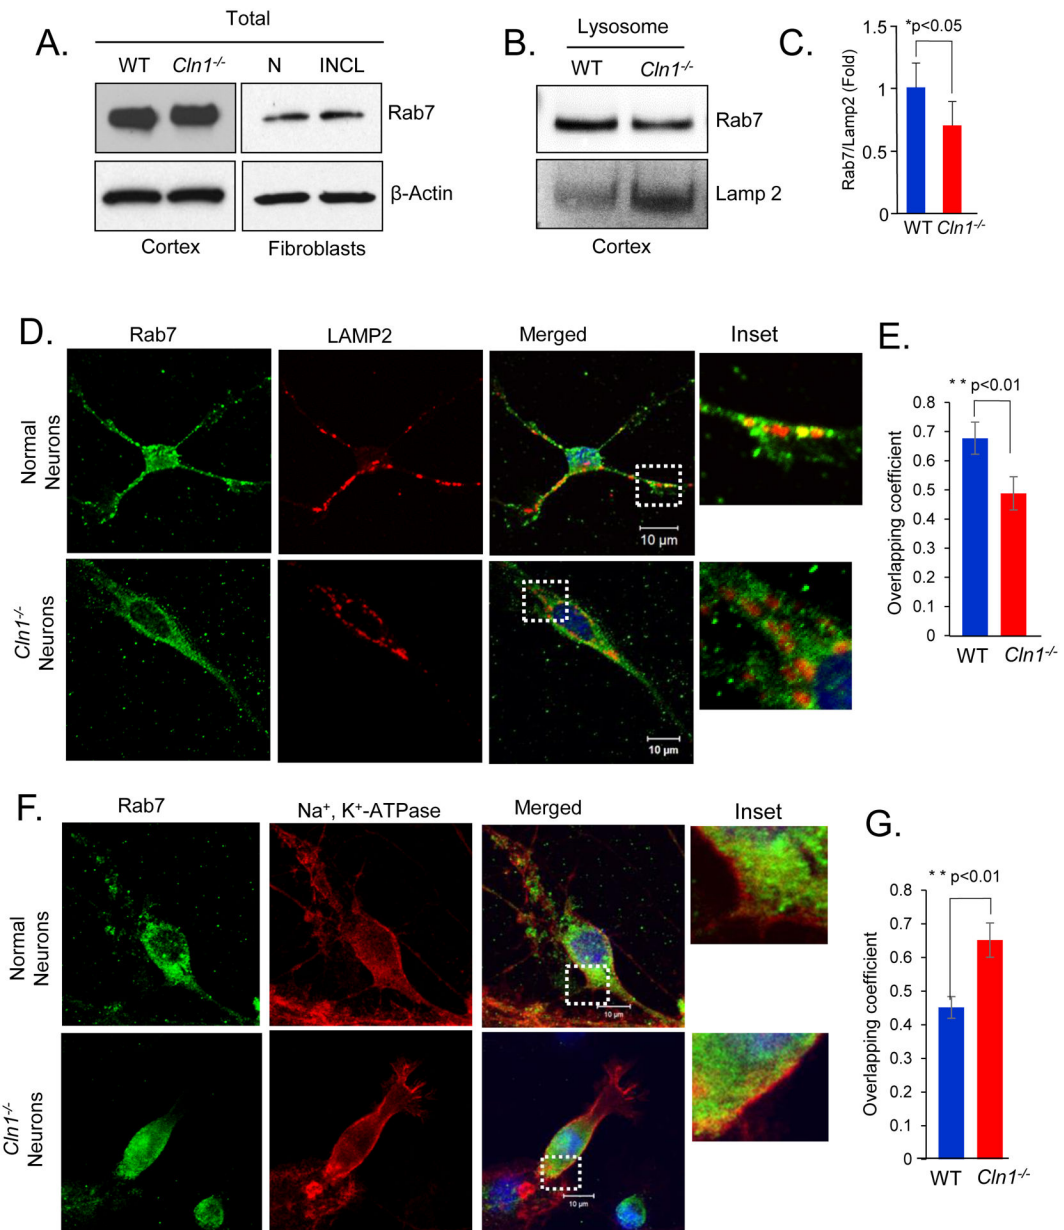 A.
Total
WT Cln1-/- N INCL
Rab7
β-Actin
Cortex Fibroblasts
B.
Lysosome
WT Cln1-/-
Rab7
Lamp 2
Cortex
C.
*p<0.05
Rab7/Lamp2 (Fold)
1.5
1
0.5
0
WT Cln1-/-
D.
Rab7 LAMP2 Merged Inset
Normal
Neurons
10 µm
Cln1-/-
Neurons
10 µm
E.
** p<0.01
Overlapping coefficient
0.8
0.7
0.6
0.5
0.4
0.3
0.2
0.1
0
WT Cln1-/-
F.
Rab7 Na+, K+-ATPase Merged Inset
Normal
Neurons
10 µm
Cln1-/-
Neurons
10 µm
G.
** p<0.01
Overlapping coefficient
0.8
0.7
0.6
0.5
0.4
0.3
0.2
0.1
0
WT Cln1-/-